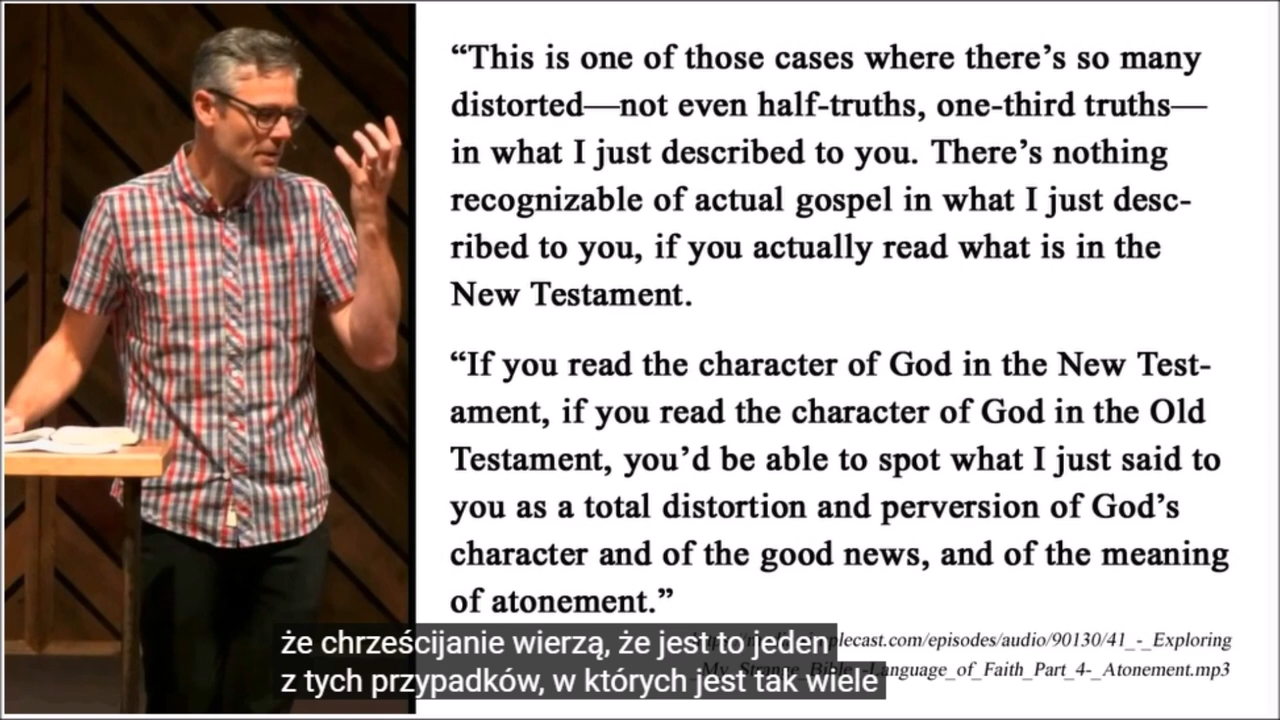 “This is one of those cases where there’s so many
distorted—not even half-truths, one-third truths—
in what I just described to you. There’s nothing
recognizable of actual gospel in what I just desc-
ribed to you, if you actually read what is in the
New Testament.
“If you read the character of God in the New Test-
ament, if you read the character of God in the Old
Testament, you’d be able to spot what I just said to
you as a total distortion and perversion of God’s
character and of the good news, and of the meaning
of atonement.”
plecast.com/episodes/audio/90130/41_-_Exploring
Language_of_Faith_Part_4-_Atonement.mp3
że chrześcijanie wierzą, że jest to jeden
z tych przypadków, w których jest tak wiele